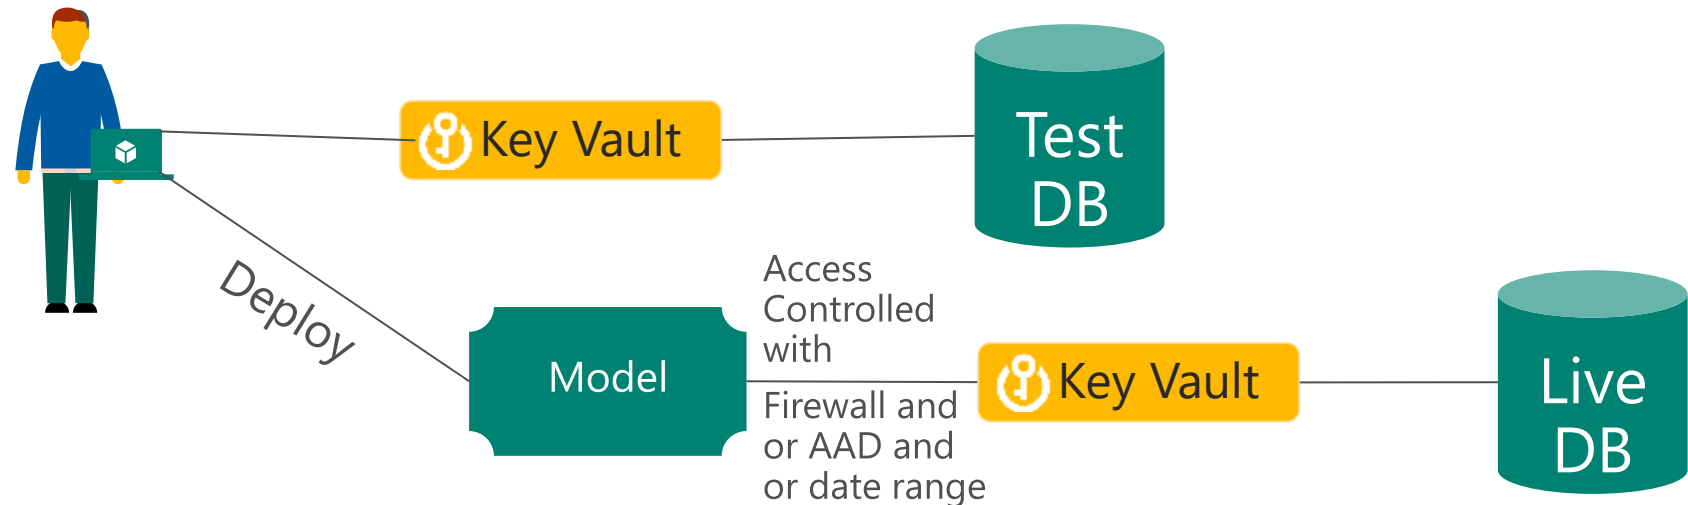 Key Vault
Test
DB
Deploy
Model
Access
Controlled
with
Firewall and
or AAD and
or date range
Key Vault
Live
DB